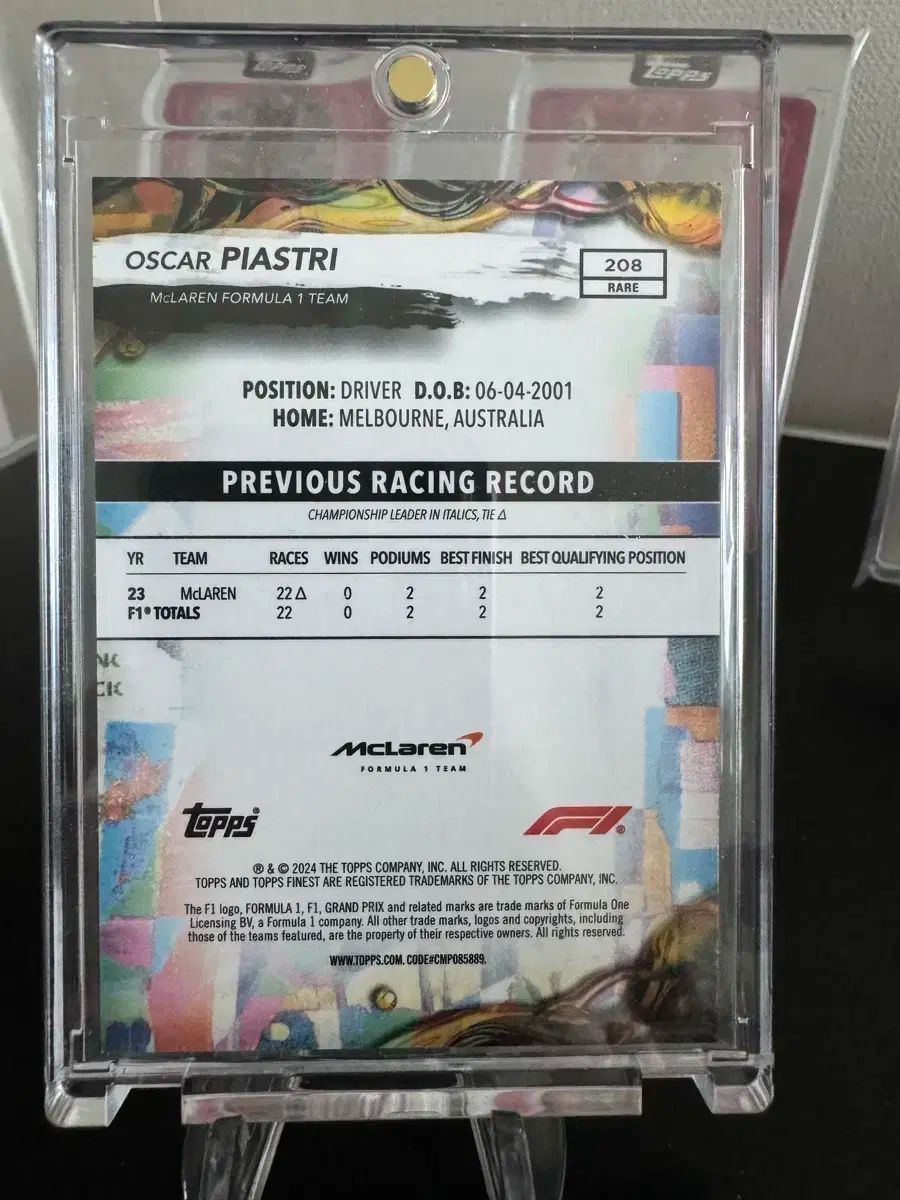 Topps
Topps
OSCAR PIASTRI
McLAREN FORMULA 1 TEAM
208
RARE
POSITION: DRIVER D.O.B: 06-04-2001
HOME: MELBOURNE, AUSTRALIA
PREVIOUS RACING RECORD
CHAMPIONSHIP LEADER IN ITALICS, TIE Δ
YR TEAM RACES WINS PODIUMS BEST FINISH BEST QUALIFYING POSITION
23 McLAREN 22 Δ 0 2 2 2
F1® TOTALS 22 0 2 2 2
McLaren
FORMULA 1 TEAM
Topps®
F1®
® & © 2024 THE TOPPS COMPANY, INC. ALL RIGHTS RESERVED.
TOPPS AND TOPPS FINEST ARE REGISTERED TRADEMARKS OF THE TOPPS COMPANY, INC.
The F1 logo, FORMULA 1, F1, GRAND PRIX and related marks are trade marks of Formula One
Licensing BV, a Formula 1 company. All other trade marks, logos and copyrights, including
those of the teams featured, are the property of their respective owners. All rights reserved.
WWW.TOPPS.COM. CODE#CMP085889.